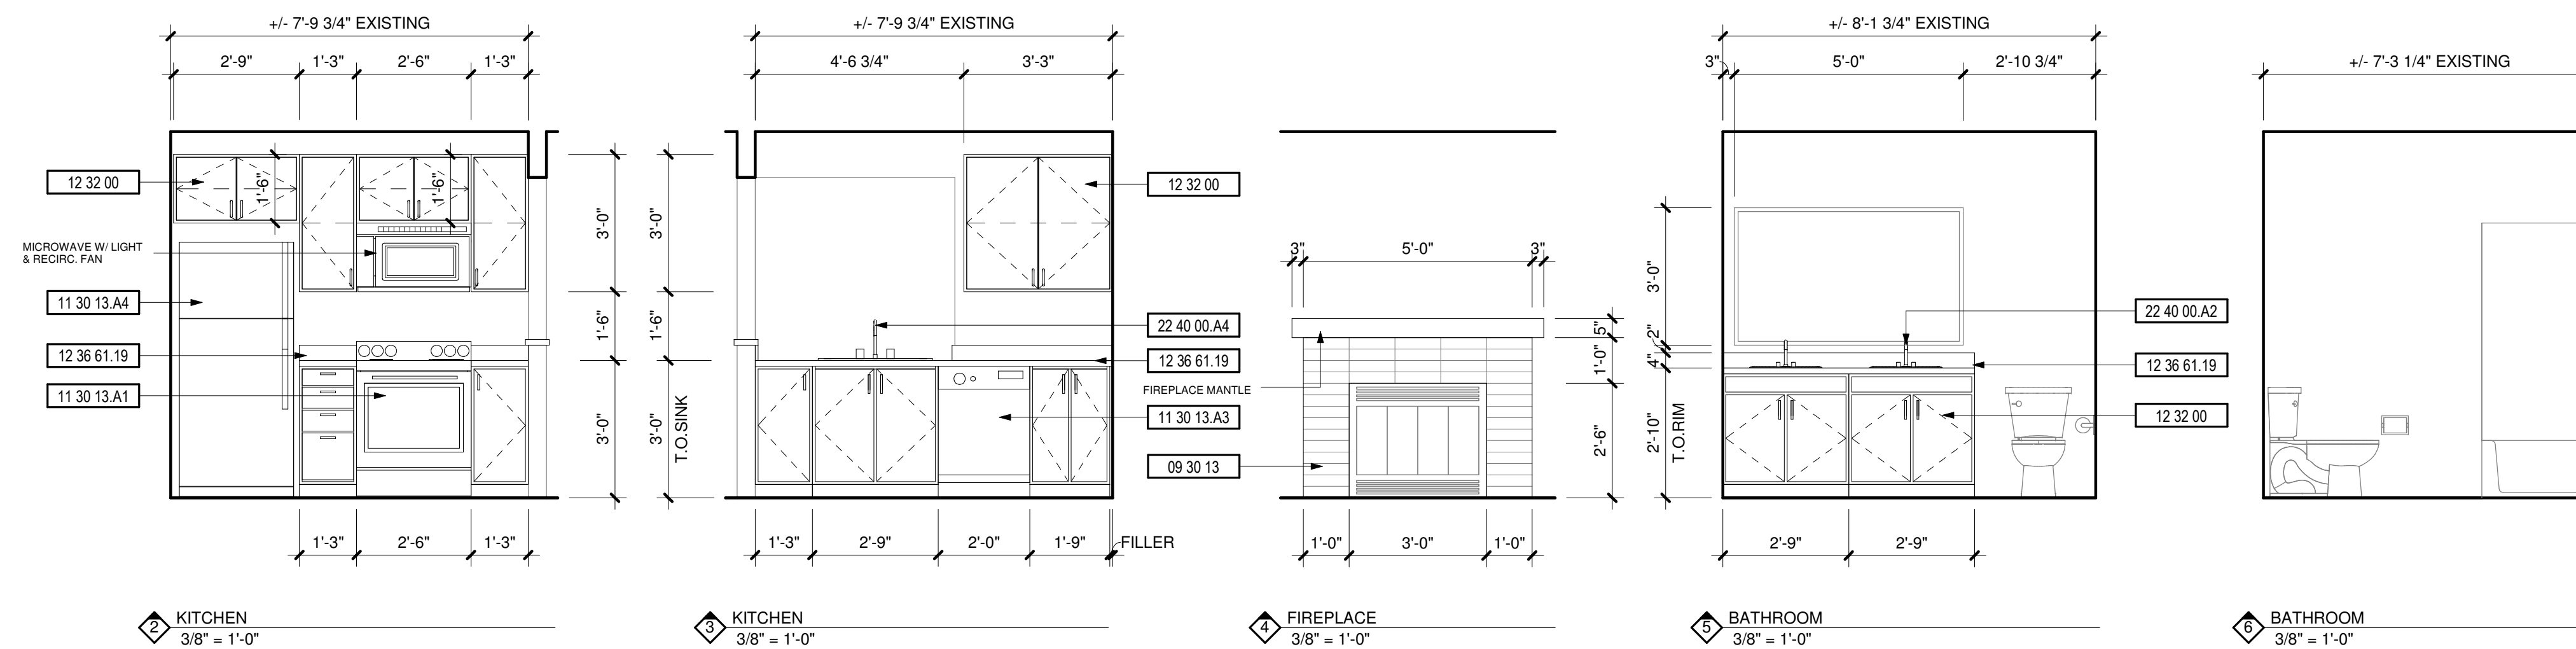 +/- 7'-9 3/4" EXISTING
2'-9"
1'-3"
2'-6"
1'-3"
12 32 00
1'-6"
1'-6"
MICROWAVE W/ LIGHT
& RECIRC. FAN
11 30 13.A4
12 36 61.19
11 30 13.A1
3'-0"
1'-6"
3'-0"
1'-3"
2'-6"
1'-3"
2
KITCHEN
3/8" = 1'-0"
+/- 7'-9 3/4" EXISTING
4'-6 3/4"
3'-3"
3'-0"
1'-6"
3'-0"
T.O.SINK
12 32 00
22 40 00.A4
12 36 61.19
11 30 13.A3
1'-3"
2'-9"
2'-0"
1'-9"
FILLER
3
KITCHEN
3/8" = 1'-0"
3"
5'-0"
3"
FIREPLACE MANTLE
09 30 13
5"
1'-0"
2'-6"
1'-0"
3'-0"
1'-0"
4
FIREPLACE
3/8" = 1'-0"
+/- 8'-1 3/4" EXISTING
3"
5'-0"
2'-10 3/4"
3'-0"
2"
4"
2'-10"
T.O.RIM
22 40 00.A2
12 36 61.19
12 32 00
2'-9"
2'-9"
5
BATHROOM
3/8" = 1'-0"
+/- 7'-3 1/4" EXISTING
6
BATHROOM
3/8" = 1'-0"